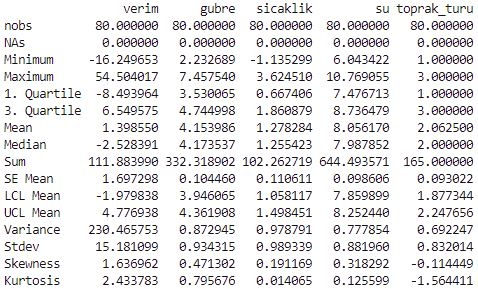 verim gubre sicaklik su toprak_turu
nobs 80.000000 80.000000 80.000000 80.000000 80.000000
NAs 0.000000 0.000000 0.000000 0.000000 0.000000
Minimum -16.249653 2.232689 -1.135299 6.043422 1.000000
Maximum 54.504017 7.457540 3.624510 10.769055 3.000000
1. Quartile -8.493964 3.530065 0.667406 7.476713 1.000000
3. Quartile 6.549575 4.744998 1.860879 8.736479 3.000000
Mean 1.398550 4.153986 1.278284 8.056170 2.062500
Median -2.528391 4.173537 1.255423 7.987852 2.000000
Sum 111.883990 332.318902 102.262719 644.493571 165.000000
SE Mean 1.697298 0.104460 0.110611 0.098606 0.093022
LCL Mean -1.979838 3.946065 1.058117 7.859899 1.877344
UCL Mean 4.776938 4.361908 1.498451 8.252440 2.247656
Variance 230.465753 0.872945 0.978791 0.777854 0.692247
Stdev 15.181099 0.934315 0.989339 0.881960 0.832014
Skewness 1.636962 0.471302 0.191169 0.318292 -0.114449
Kurtosis 2.433783 0.795676 0.014065 0.125599 -1.564411